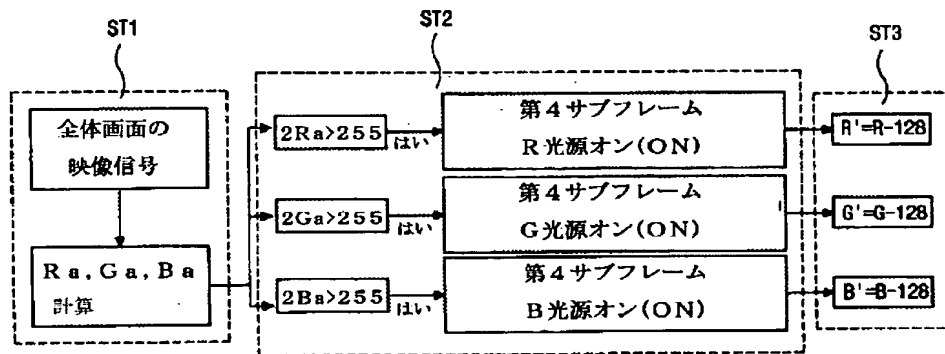 ST1
ST2
ST3
全体画面の
映像信号
Ra,Ga,Ba
計算
2Ra>255
はい
第4サブフレーム
R光源オン(ON)
R'=R-128
2Ga>255
はい
第4サブフレーム
G光源オン(ON)
G'=G-128
2Ba>255
はい
第4サブフレーム
B光源オン(ON)
B'=B-128